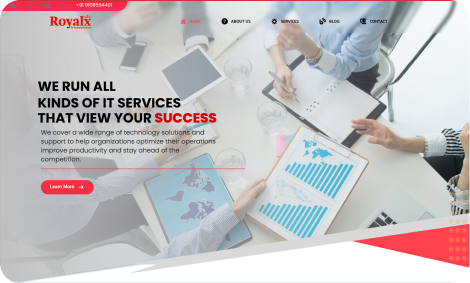 +91 9108554401
Royalx
HOME
ABOUT US
SERVICES
BLOG
CONTACT
WE RUN ALL
KINDS OF IT SERVICES
THAT VIEW YOUR SUCCESS
We cover a wide range of technology solutions and
support to help organizations optimize their operations
improve productivity and stay ahead of the
competition.
Learn More